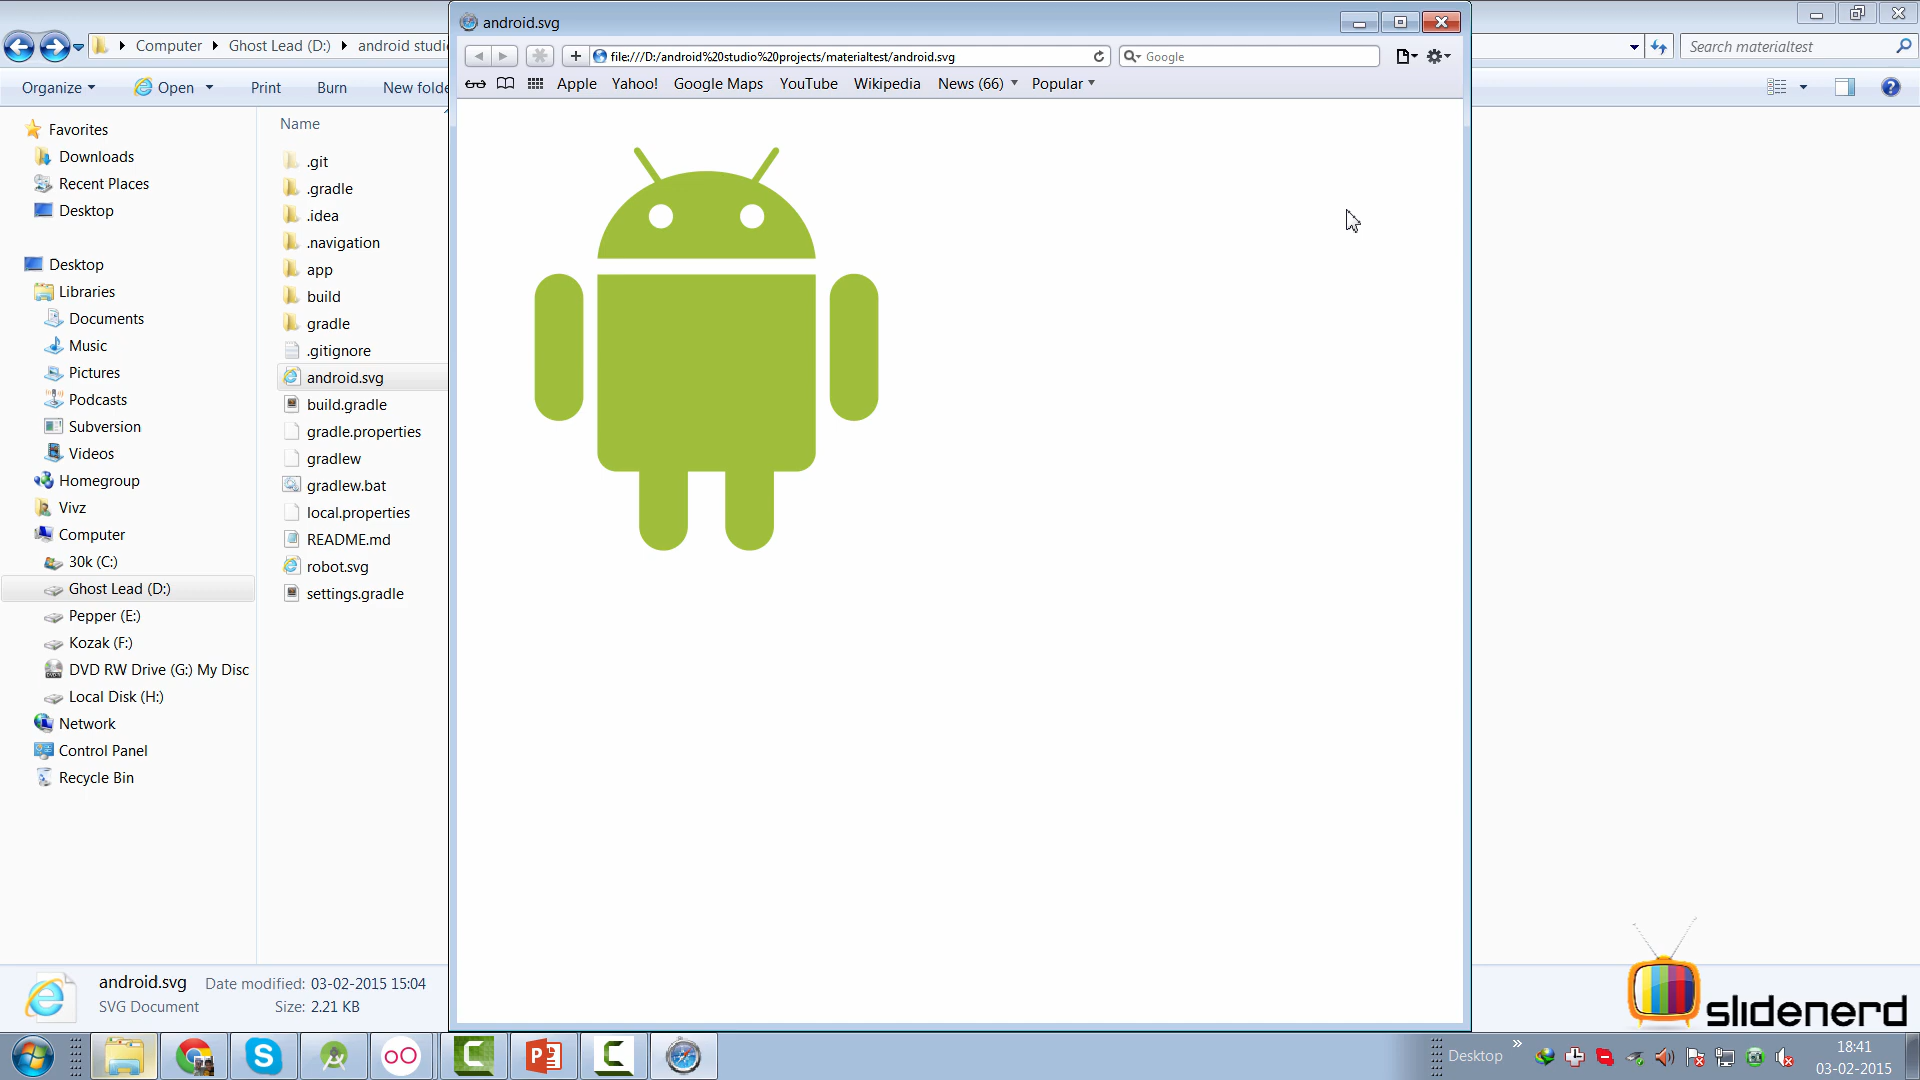 android.svg
Computer
Ghost Lead (D:)
android studi
file:///D:/android%20studio%20projects/materialtest/android.svg
Google
Search materialtest
Organize
Open
Print
Burn
New folde
Apple
Yahoo!
Google Maps
YouTube
Wikipedia
News (66)
Popular
Favorites
Downloads
Recent Places
Desktop
Desktop
Libraries
Documents
Music
Pictures
Podcasts
Subversion
Videos
Homegroup
Vivz
Computer
30k (C:)
Ghost Lead (D:)
Pepper (E:)
Kozak (F:)
DVD RW Drive (G:) My Disc
Local Disk (H:)
Network
Control Panel
Recycle Bin
Name
.git
.gradle
.idea
.navigation
app
build
gradle
.gitignore
android.svg
build.gradle
gradle.properties
gradlew
gradlew.bat
local.properties
README.md
robot.svg
settings.gradle
android.svg
Date modified: 03-02-2015 15:04
SVG Document
Size: 2.21 KB
slidenerd
Desktop
18:41
03-02-2015